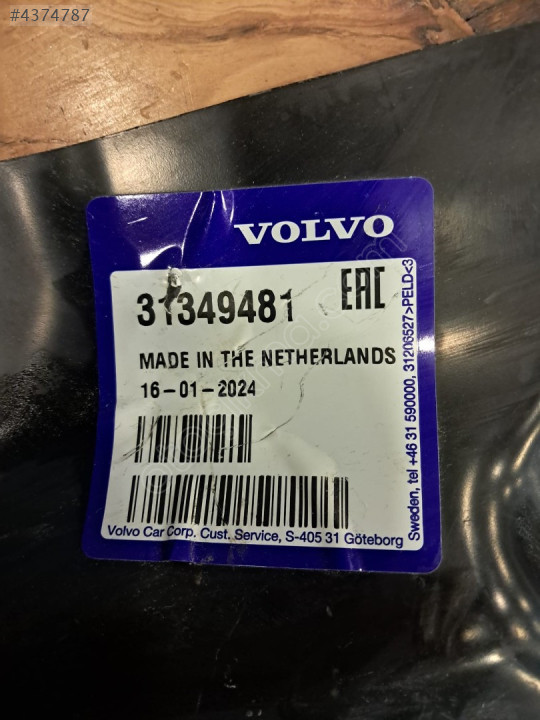 #4374787
VOLVO
31349481
EAC
MADE IN THE NETHERLANDS
16-01-2024
Volvo Car Corp. Cust. Service, S-405 31 Göteborg
Sweden, tel +46 31 590000, 31206527>PELD<3